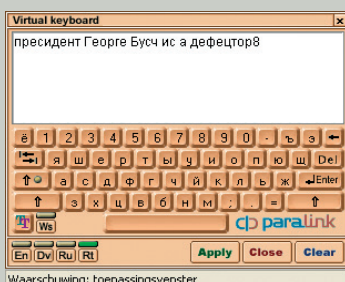 Virtual keyboard x
президент Георге Бусч ис а дефецтор8
ё 1 2 3 4 5 6 7 8 9 0 - ъ э
я ш е р т ы у и о п ю щ Del
а с д ф г ч й к л ь ж Enter
з х ц в б н м ; . =
Ws paralink
En Dv Ru Rt Apply Close Clear
Waarschuwing: toepassingsvenster